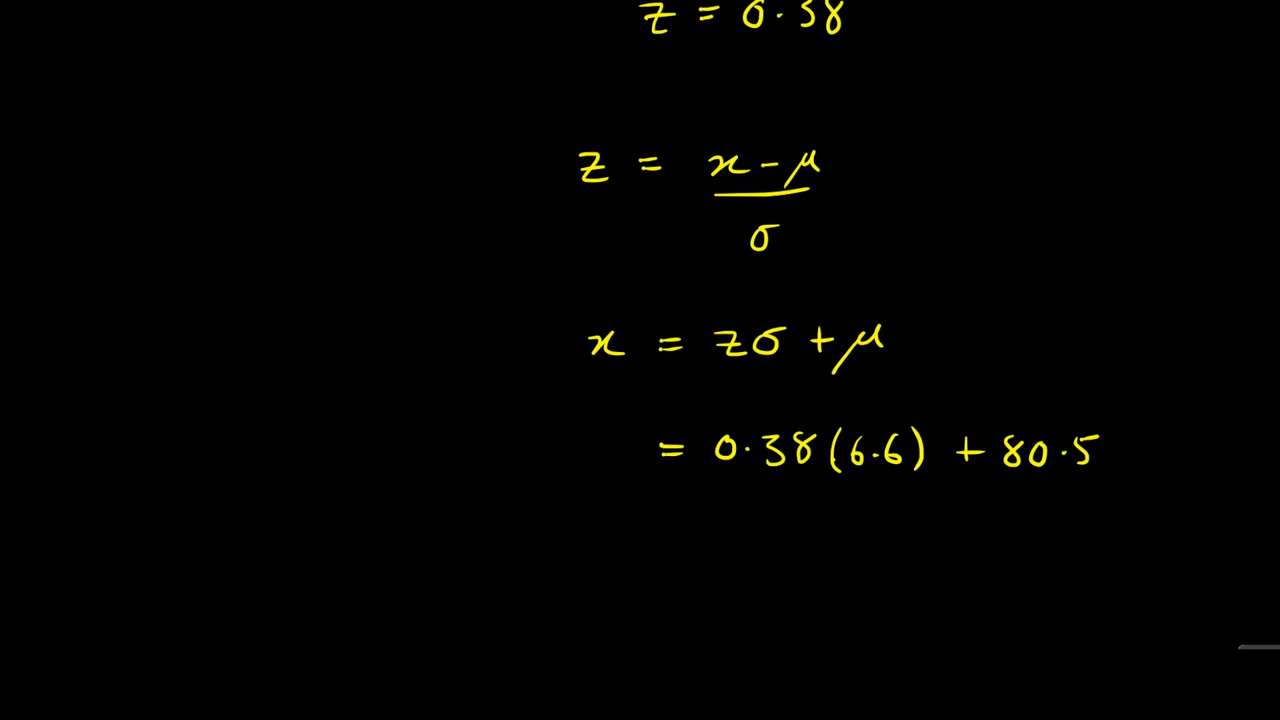 z = 0.38
z = x - μ
σ
x = zσ + μ
= 0.38(6.6) + 80.5